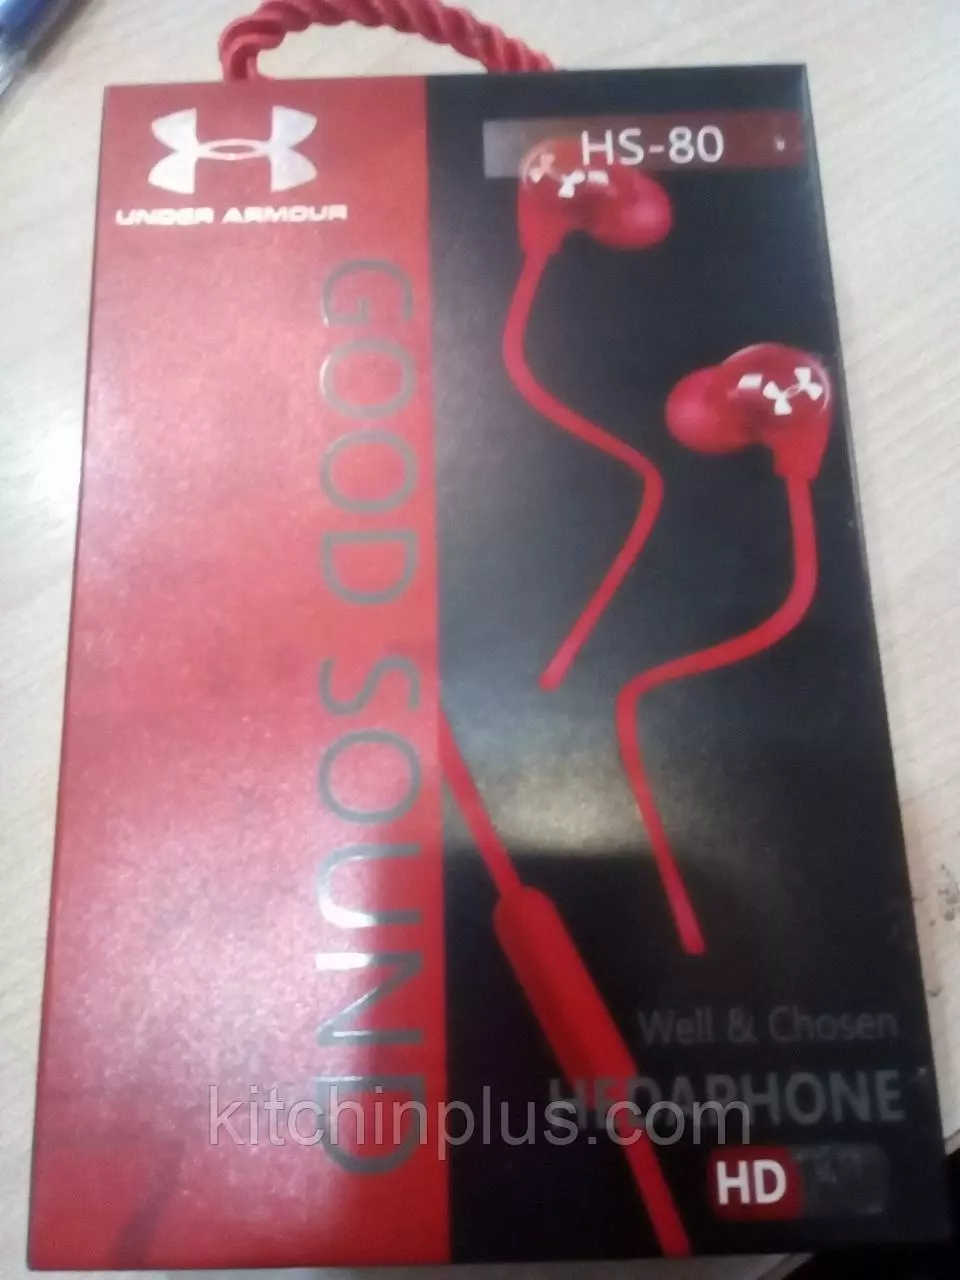 UNDER ARMOUR
HS-80
GOOD SOUND
Well & Chosen
HEDAPHONE
kitchinplus.com
HD